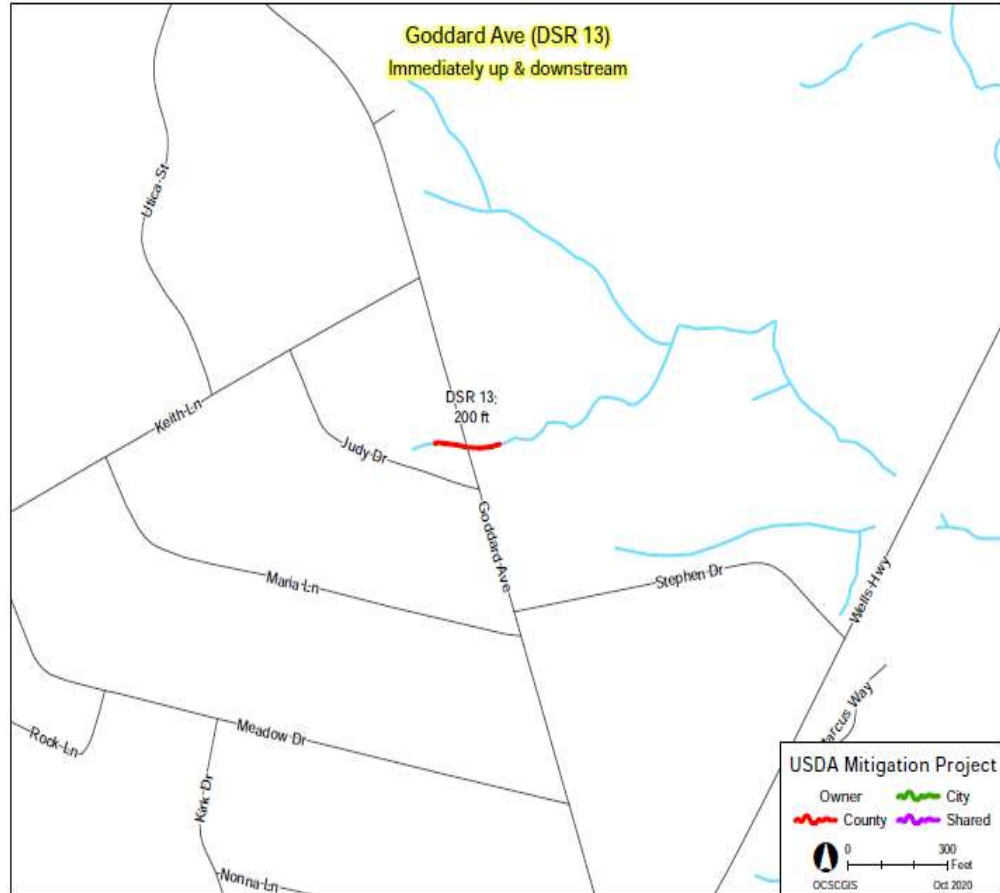 Goddard Ave (DSR 13)
Immediately up & downstream
Utica St
Keith Ln
DSR 13:
200 ft
Judy Dr
Goddard Ave
Maria Ln
Stephen Dr
Wells Hwy
Marcus Way
Meadow Dr
Rock Ln
Kirk Dr
Nonna Ln
USDA Mitigation Project
Owner
City
County
Shared
0 300
Feet
OCSCGIS Oct 2020